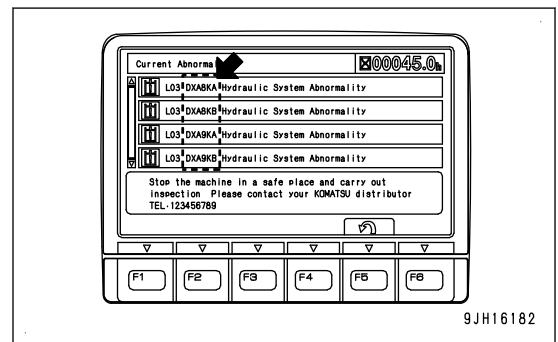 Current Abnorma
00045.0h
L03 DXA8KA Hydraulic System Abnormality
L03 DXA8KB Hydraulic System Abnormality
L03 DXA9KA Hydraulic System Abnormality
L03 DXA9KB Hydraulic System Abnormality
Stop the machine in a safe place and carry out
inspection Please contact your KOMATSU distributor
TEL·123456789
F1 F2 F3 F4 F5 F6
9JH16182